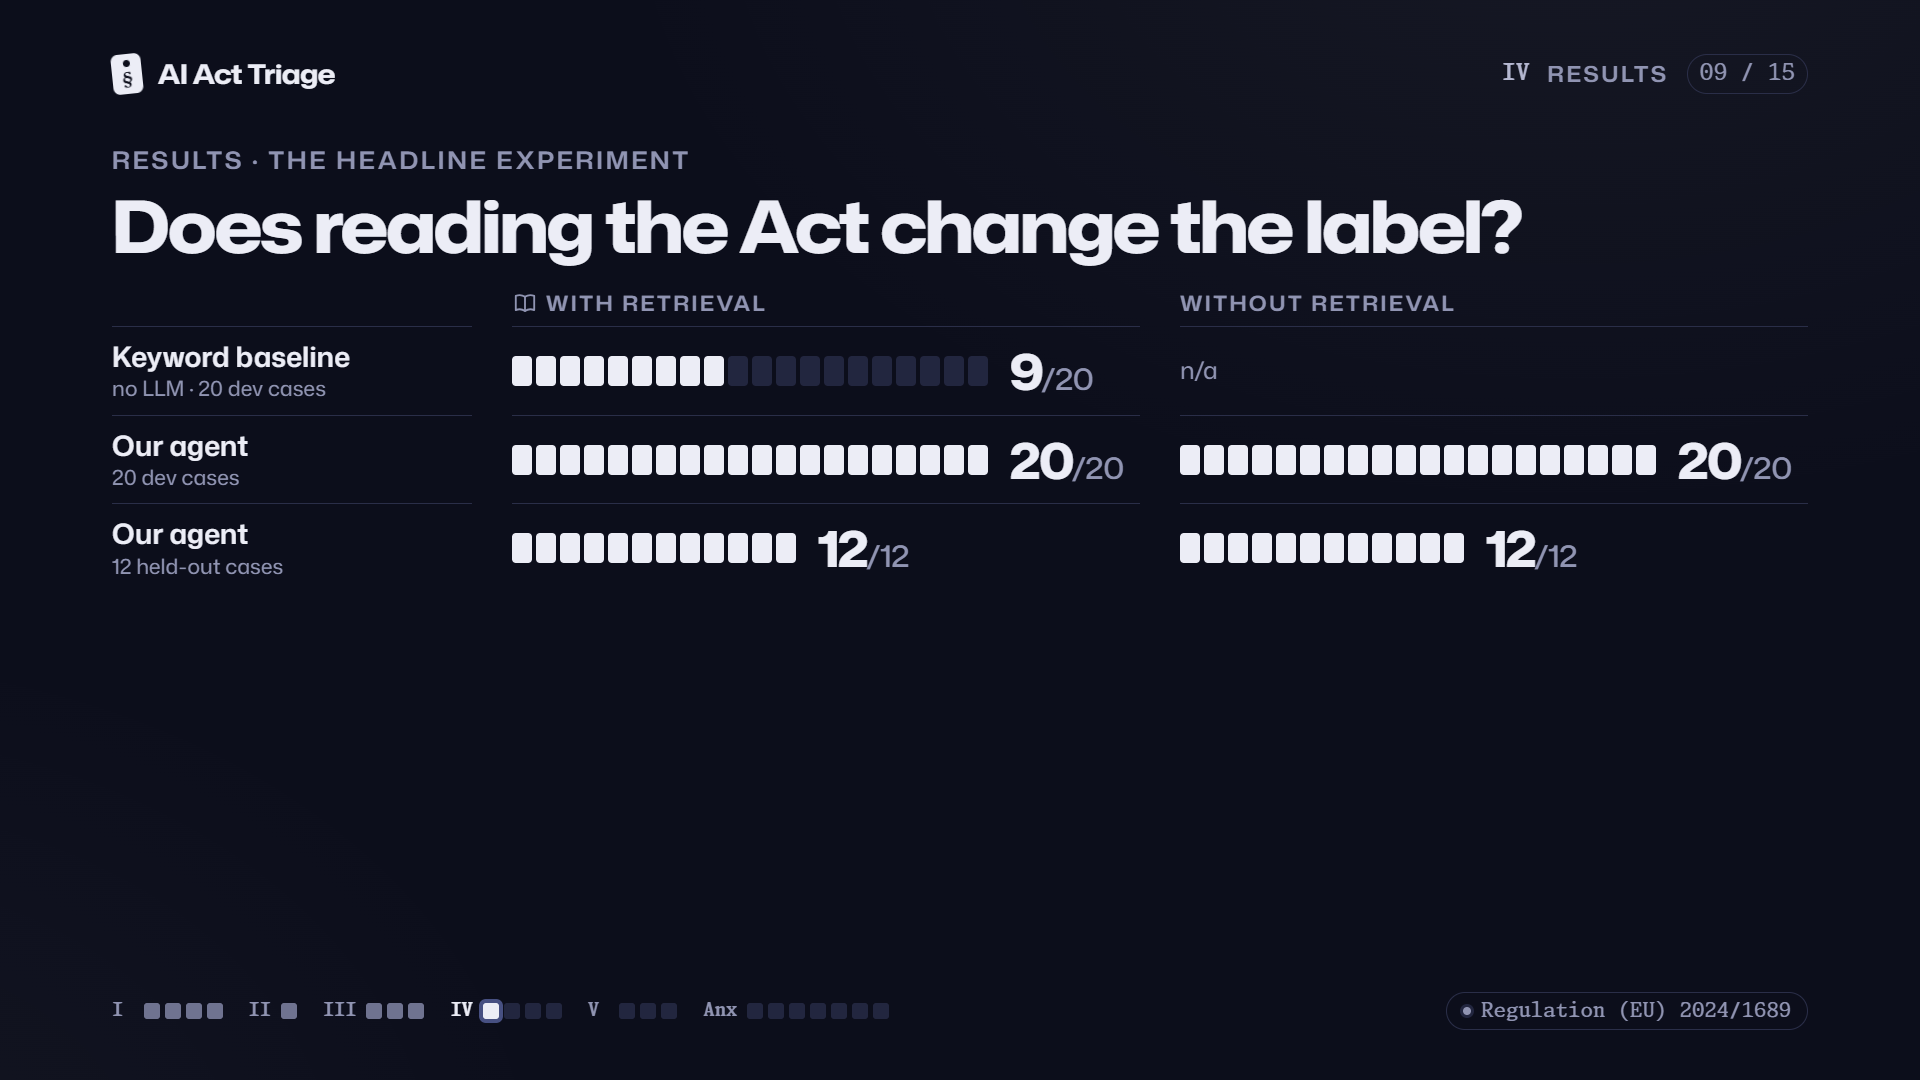 §
AI Act Triage
IV RESULTS 09 / 15
RESULTS · THE HEADLINE EXPERIMENT
Does reading the Act change the label?
WITH RETRIEVAL
WITHOUT RETRIEVAL
Keyword baseline
no LLM · 20 dev cases
9/20
n/a
Our agent
20 dev cases
20/20
20/20
Our agent
12 held-out cases
12/12
12/12
I II III IV V Anx
Regulation (EU) 2024/1689